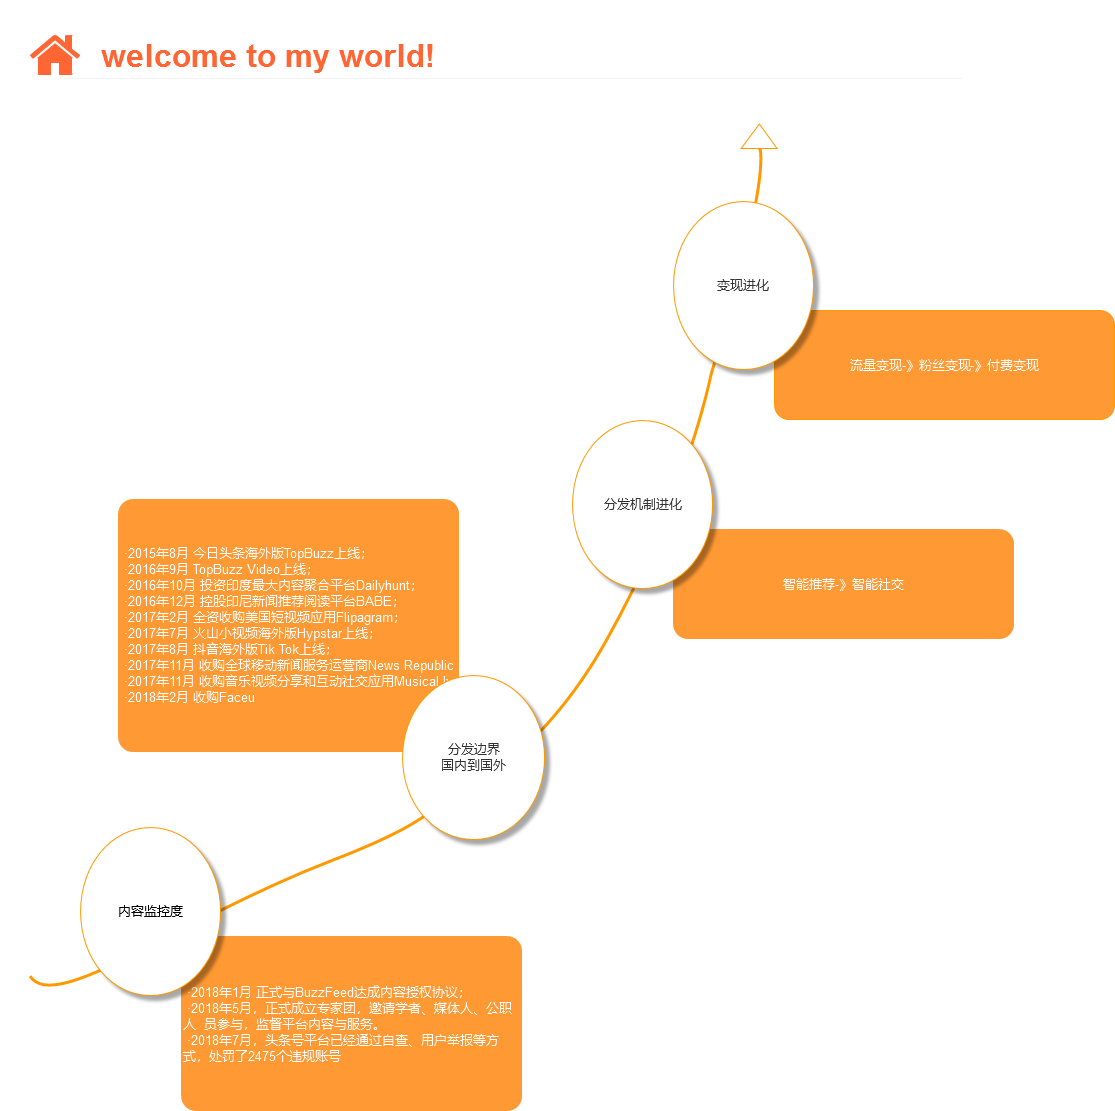 welcome to my world!
变现进化
流量变现-》粉丝变现-》付费变现
分发机制进化
智能推荐-》智能社交
·2015年8月 今日头条海外版TopBuzz上线；
·2016年9月 TopBuzz Video上线；
·2016年10月 投资印度最大内容聚合平台Dailyhunt；
·2016年12月 控股印尼新闻推荐阅读平台BABE；
·2017年2月 全资收购美国短视频应用Flipagram；
·2017年7月 火山小视频海外版Hypstar上线；
·2017年8月 抖音海外版Tik Tok上线；
·2017年11月 收购全球移动新闻服务运营商News Republic
·2017年11月 收购音乐视频分享和互动社交应用Musical
·2018年2月 收购Faceu
分发边界
国内到国外
内容监控度
·2018年1月 正式与BuzzFeed达成内容授权协议；
·2018年5月，正式成立专家团，邀请学者、媒体人、公职
人 员参与，监督平台内容与服务。
·2018年7月，头条号平台已经通过自查、用户举报等方
式，处罚了2475个违规账号